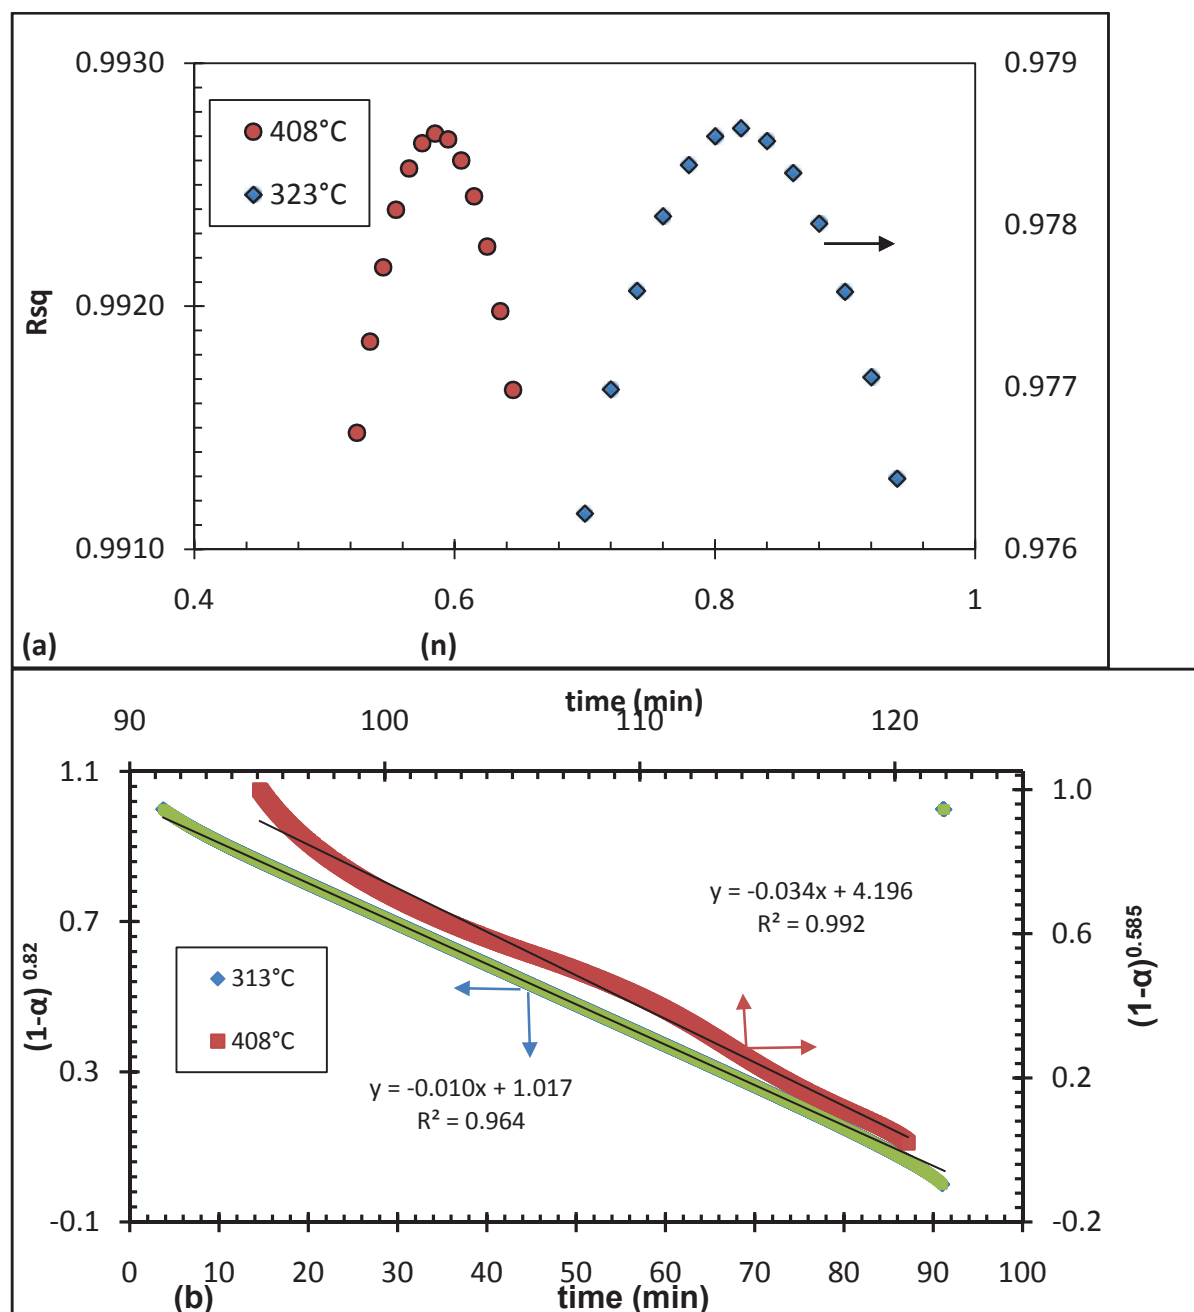 0.9930
0.979
408°C
323°C
0.978
0.9920
Rsq
0.977
0.9910
0.976
0.4
0.6
0.8
1
(a)
(n)
time (min)
90
100
110
120
1.1
1.0
y = -0.034x + 4.196
R² = 0.992
0.7
0.6
(1-α) 0.82
(1-α)0.585
313°C
408°C
0.3
0.2
y = -0.010x + 1.017
R² = 0.964
-0.1
-0.2
0
10
20
30
40
50
60
70
80
90
100
(b)
time (min)